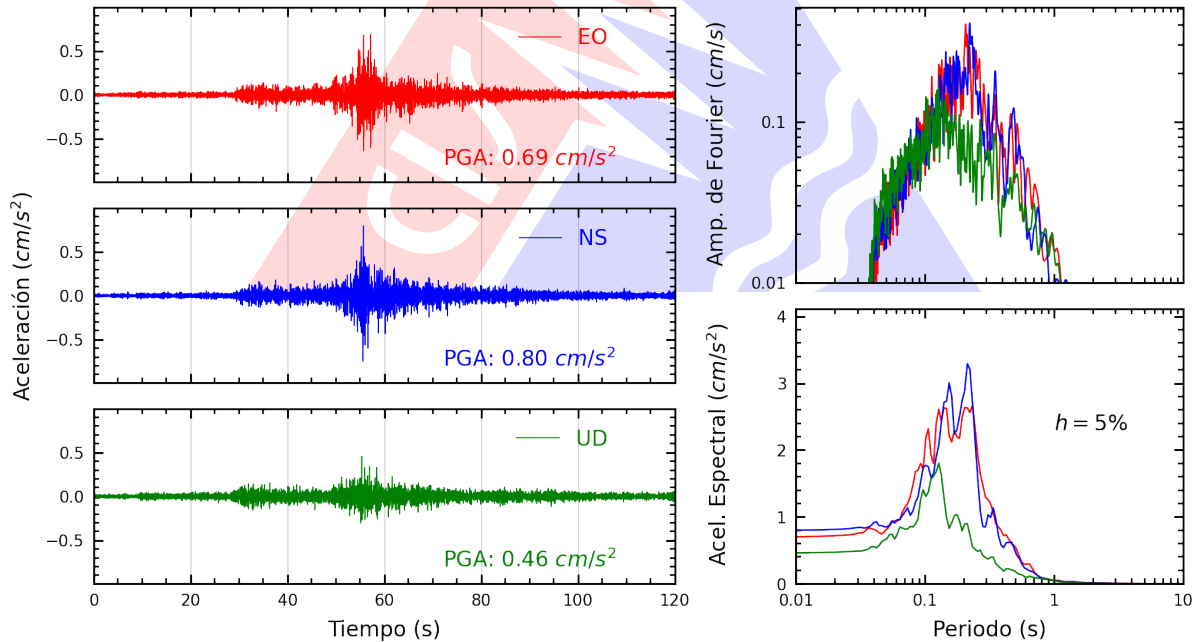 EO
0.5
0.0
−0.5
PGA: 0.69 cm/s²
NS
0.5
0.0
−0.5
PGA: 0.80 cm/s²
UD
0.5
0.0
−0.5
PGA: 0.46 cm/s²
0 20 40 60 80 100 120
Tiempo (s)
Aceleración (cm/s²)
CISMID
Amp. de Fourier (cm/s)
0.1
0.01
Acel. Espectral (cm/s²)
4
3
2
1
0
h = 5%
0.01 0.1 1 10
Periodo (s)